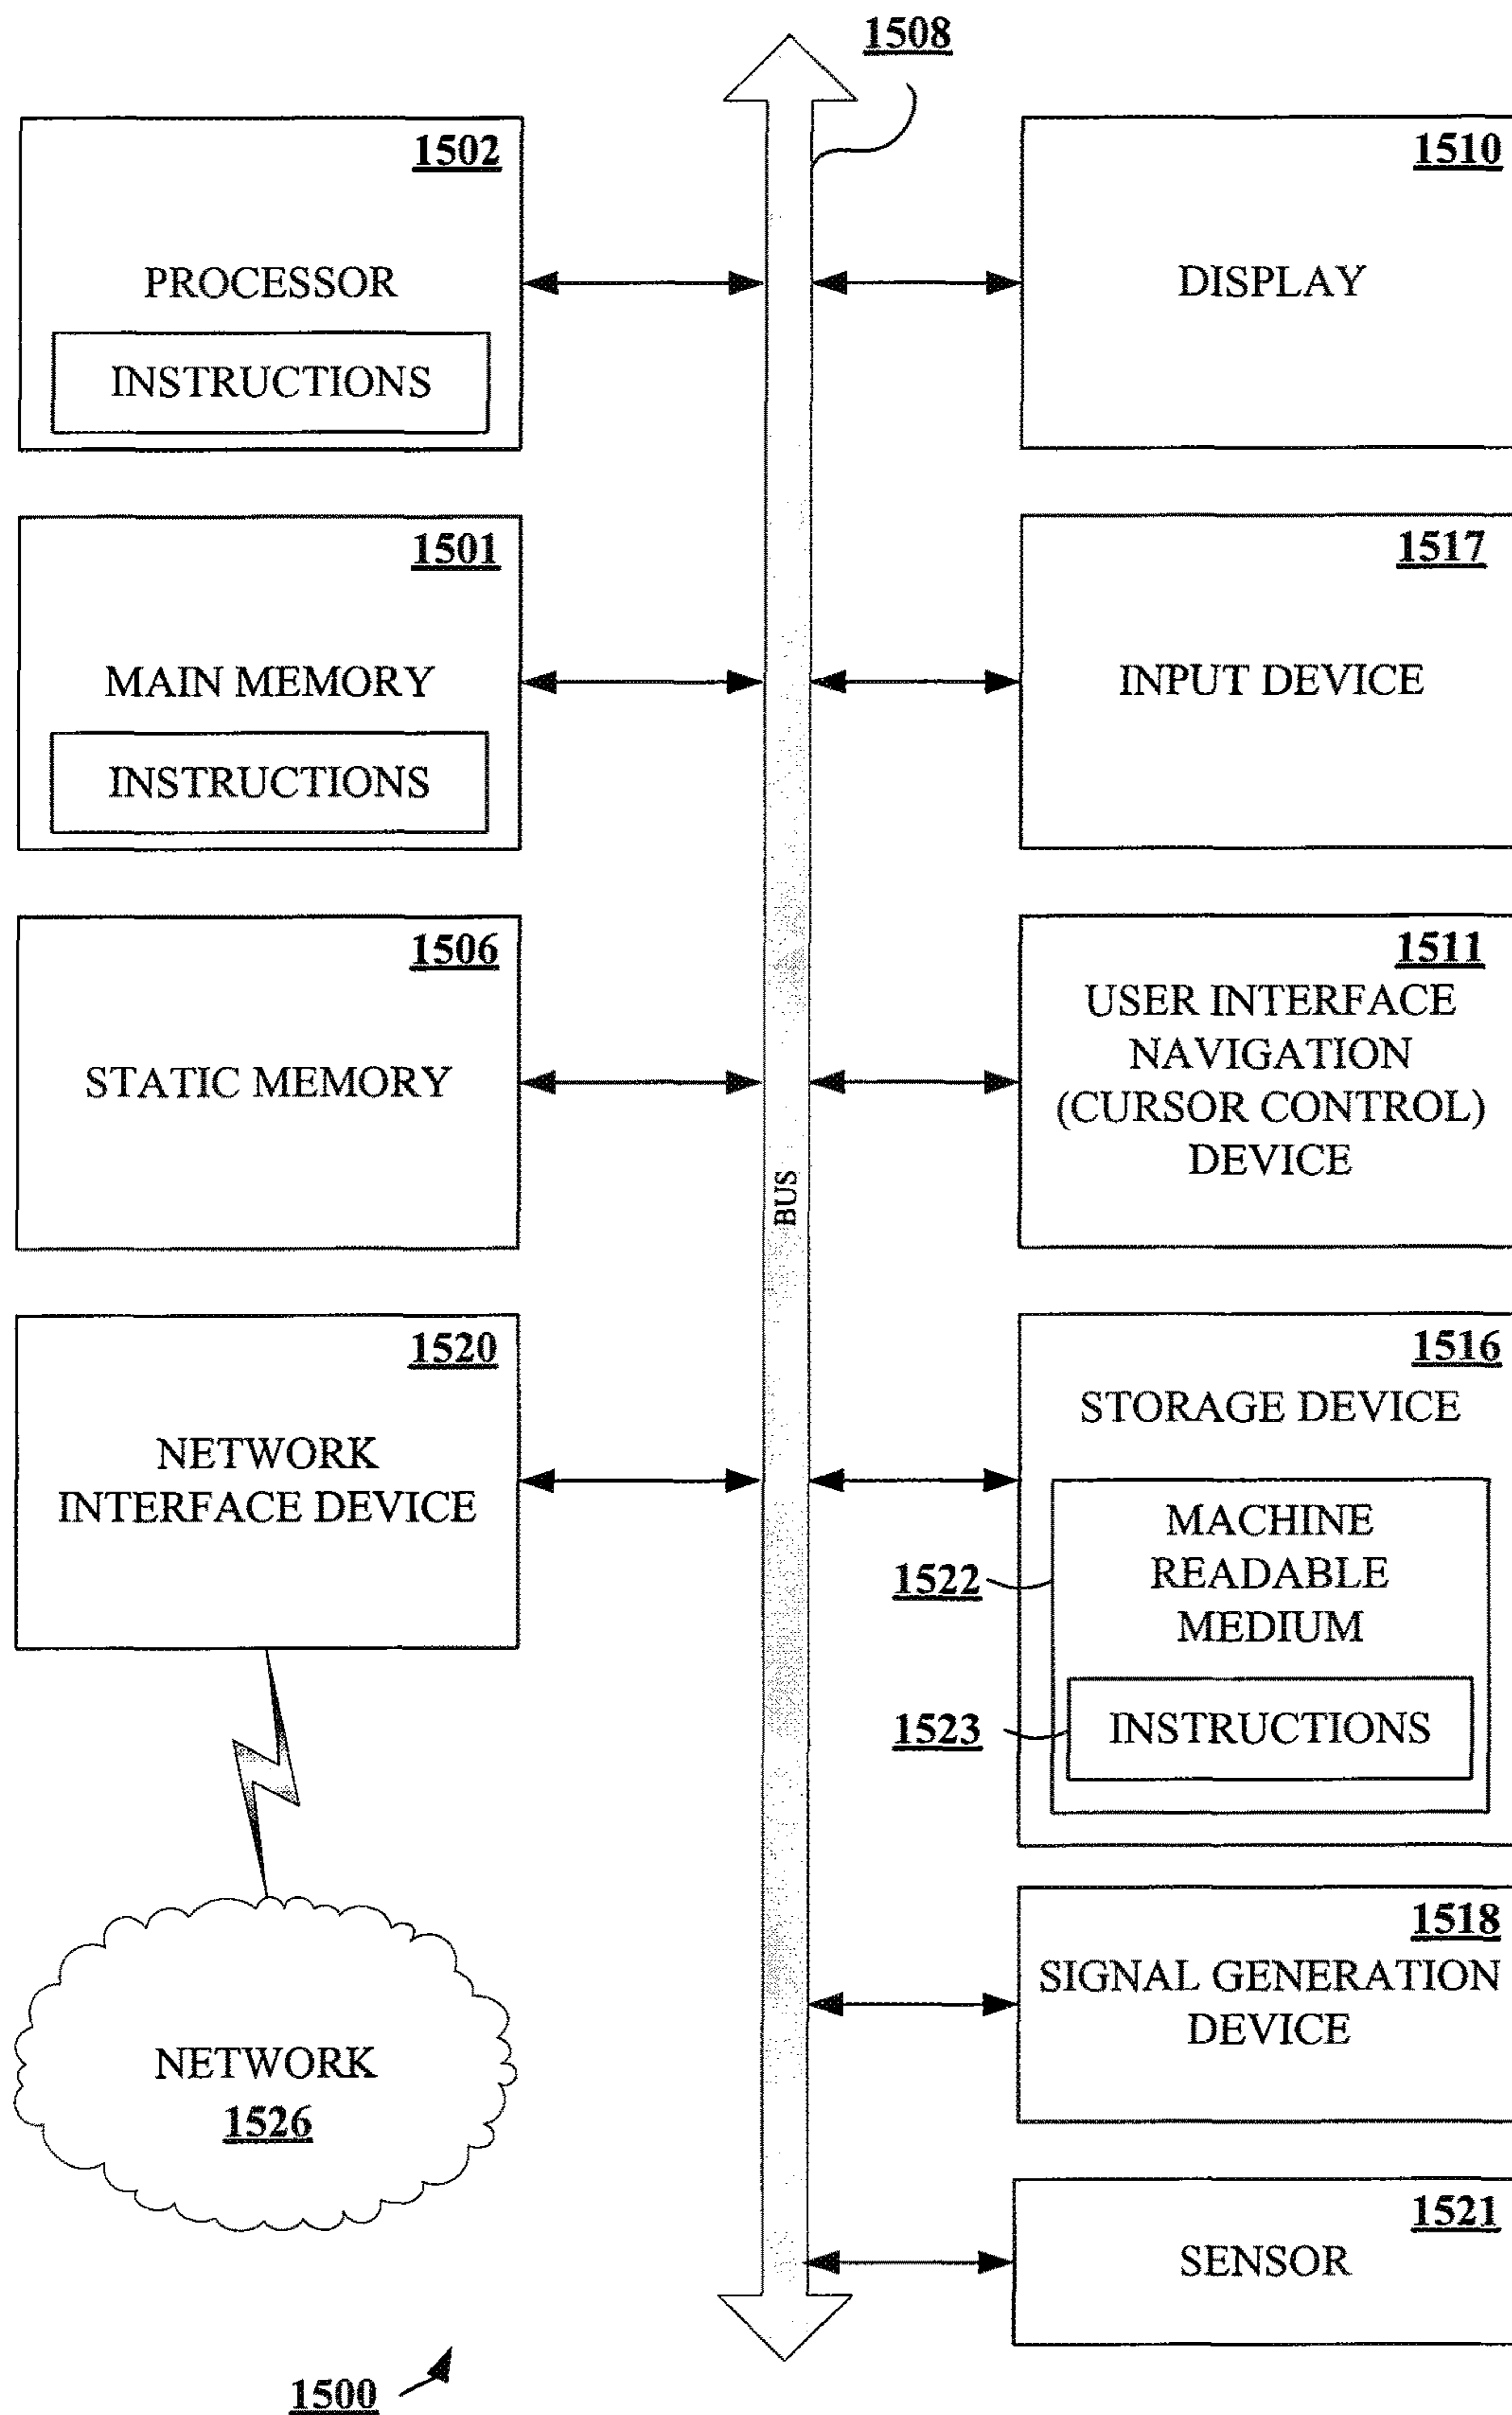 1508
1502
PROCESSOR
INSTRUCTIONS
1510
DISPLAY
1501
MAIN MEMORY
INSTRUCTIONS
1517
INPUT DEVICE
1506
STATIC MEMORY
1511
USER INTERFACE
NAVIGATION
(CURSOR CONTROL)
DEVICE
BUS
1520
NETWORK
INTERFACE DEVICE
1516
STORAGE DEVICE
MACHINE
READABLE
MEDIUM
1522
INSTRUCTIONS
1523
1518
SIGNAL GENERATION
DEVICE
NETWORK
1526
1521
SENSOR
1500